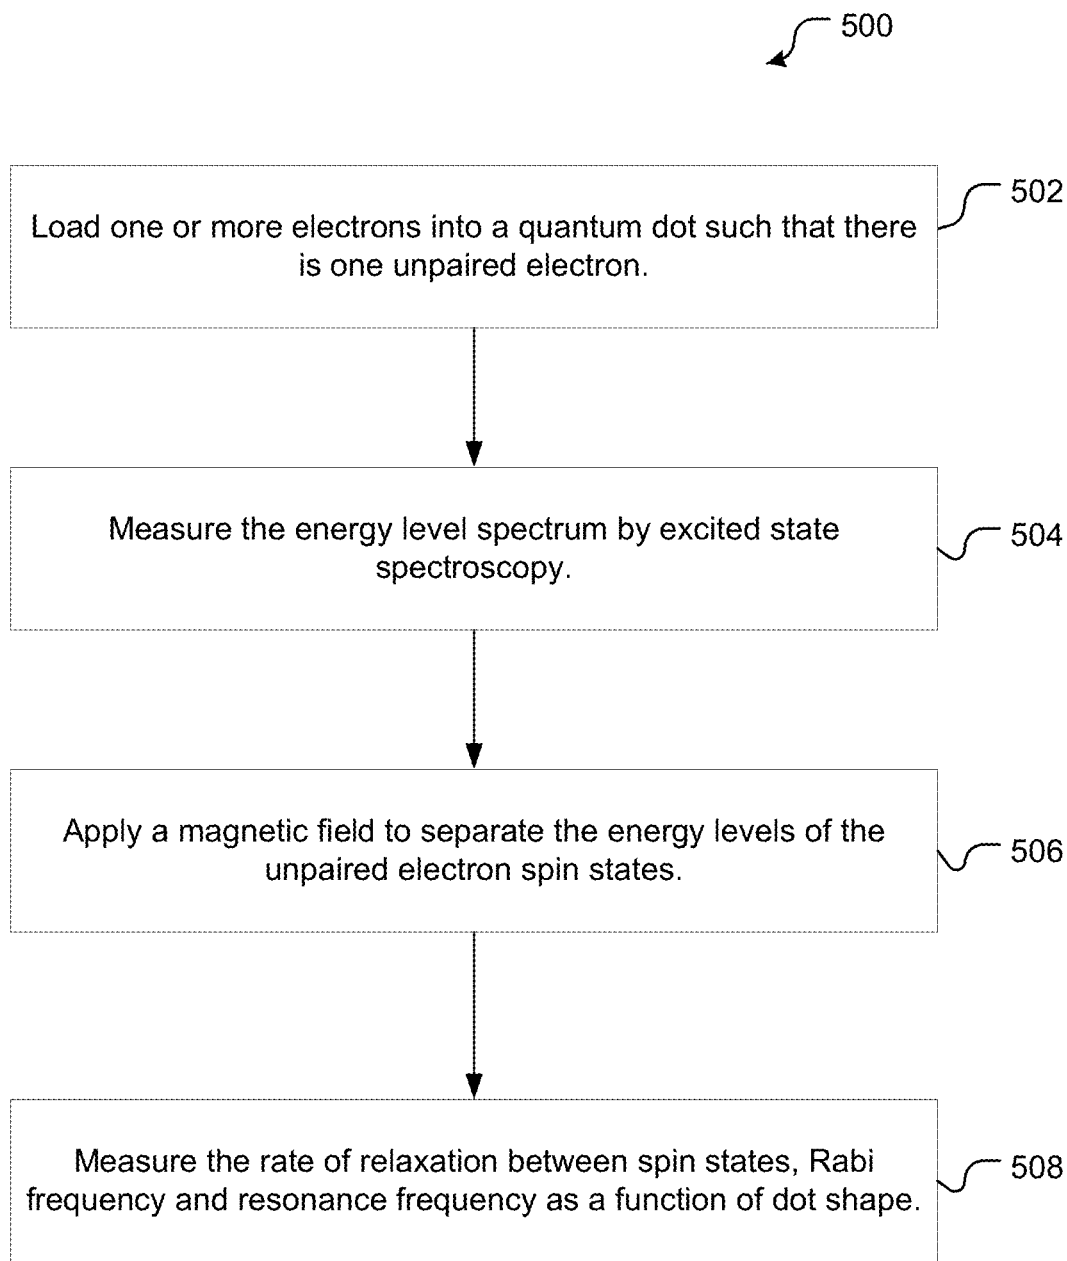 500
502
Load one or more electrons into a quantum dot such that there
is one unpaired electron.
504
Measure the energy level spectrum by excited state
spectroscopy.
506
Apply a magnetic field to separate the energy levels of the
unpaired electron spin states.
508
Measure the rate of relaxation between spin states, Rabi
frequency and resonance frequency as a function of dot shape.